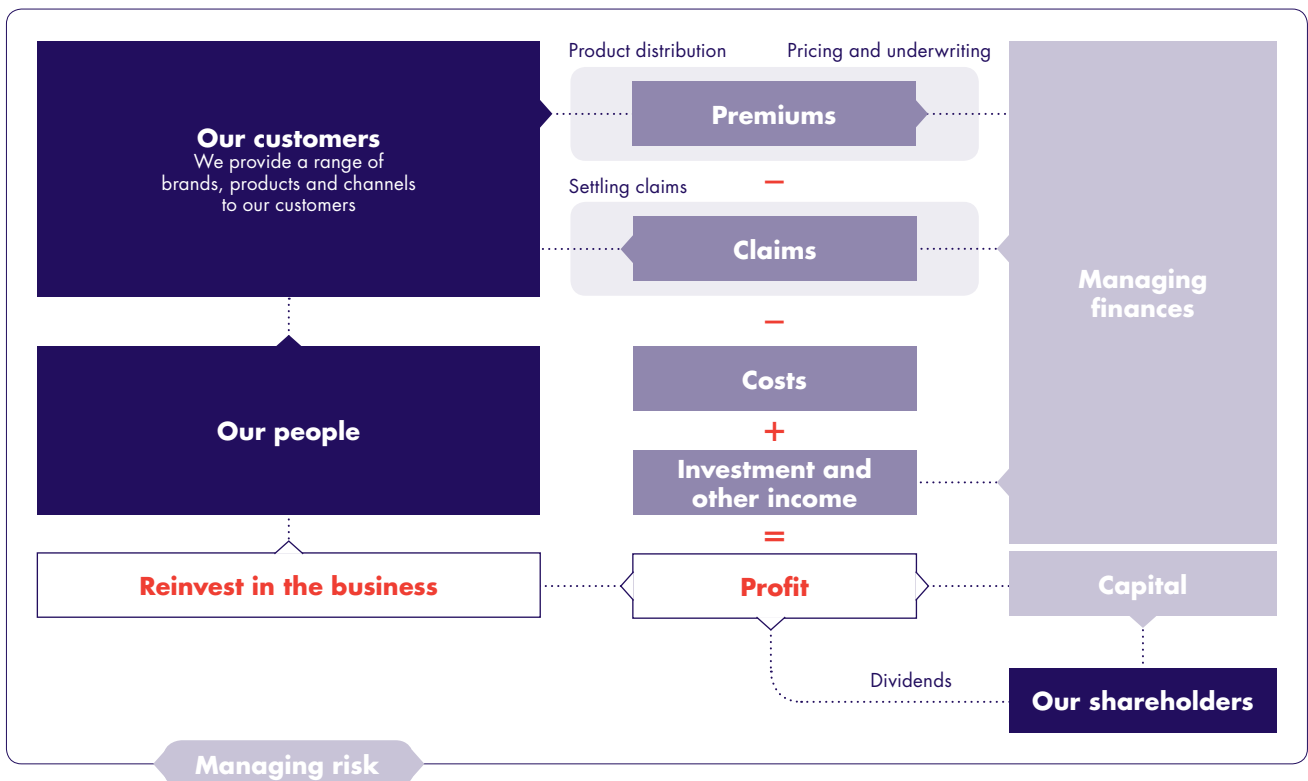 Product distribution
Pricing and underwriting
Our customers
We provide a range of
brands, products and channels
to our customers
Premiums
–
Settling claims
Claims
Managing
finances
–
Our people
Costs
+
Investment and
other income
=
Reinvest in the business
Profit
Capital
Dividends
Our shareholders
Managing risk